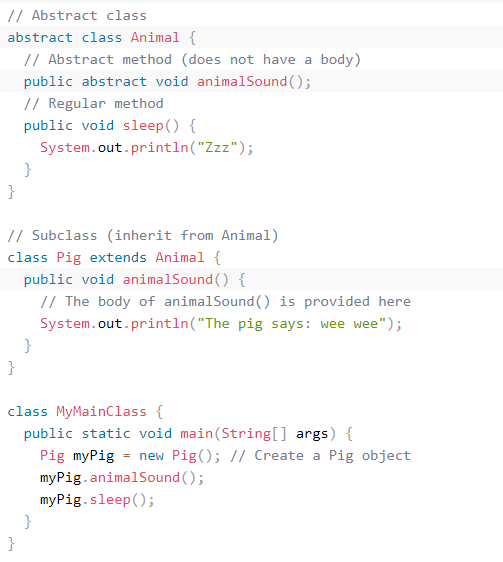 // Abstract class
abstract class Animal {
  // Abstract method (does not have a body)
  public abstract void animalSound();
  // Regular method
  public void sleep() {
    System.out.println("Zzz");
  }
}

// Subclass (inherit from Animal)
class Pig extends Animal {
  public void animalSound() {
    // The body of animalSound() is provided here
    System.out.println("The pig says: wee wee");
  }
}

class MyMainClass {
  public static void main(String[] args) {
    Pig myPig = new Pig(); // Create a Pig object
    myPig.animalSound();
    myPig.sleep();
  }
}